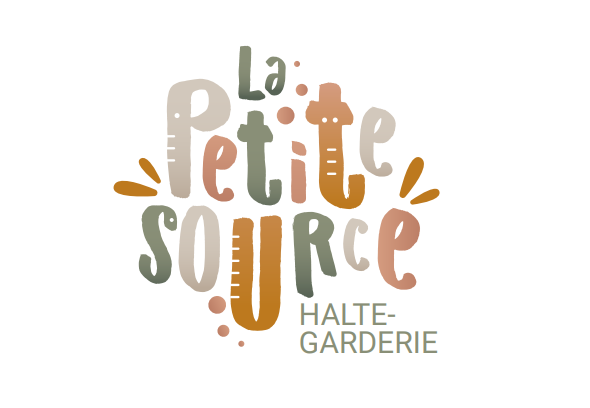 La
Petite
SOURCE
HALTE-
GARDERIE